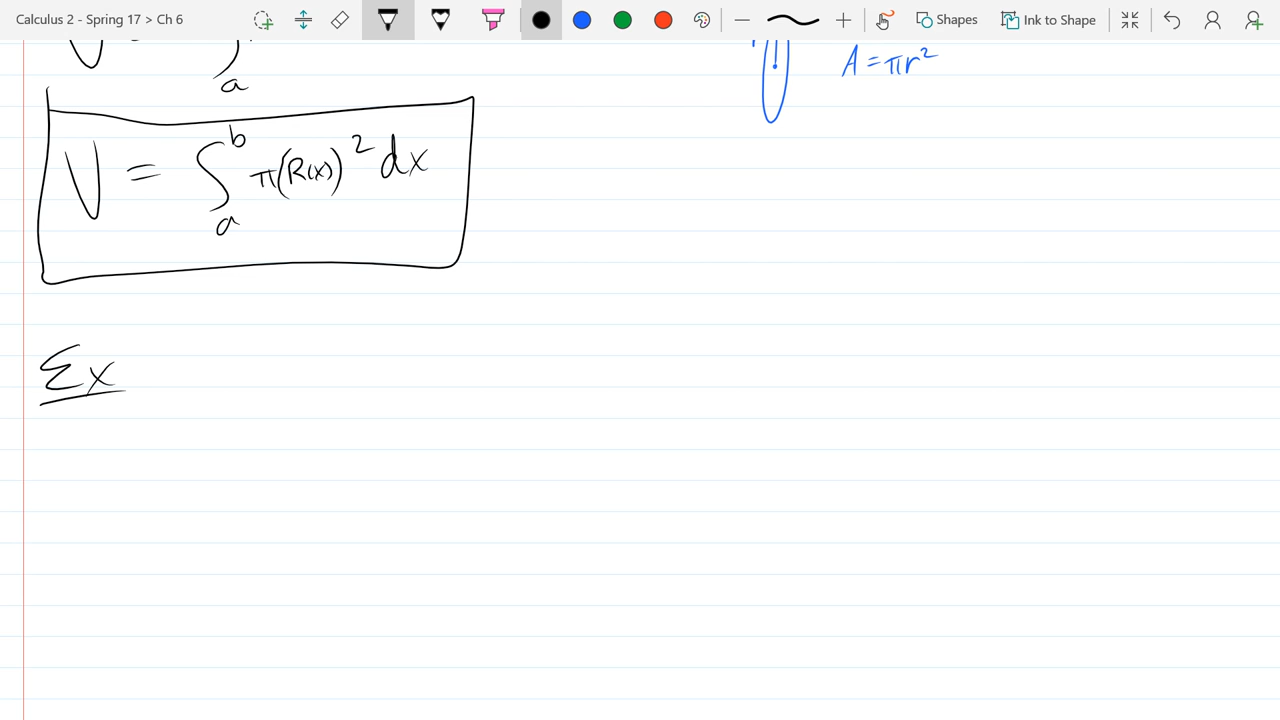 Calculus 2 - Spring 17 > Ch 6
Shapes
Ink to Shape
a
A = πr²
V = ∫ₐᵇ π(R(x))² dx
Ex